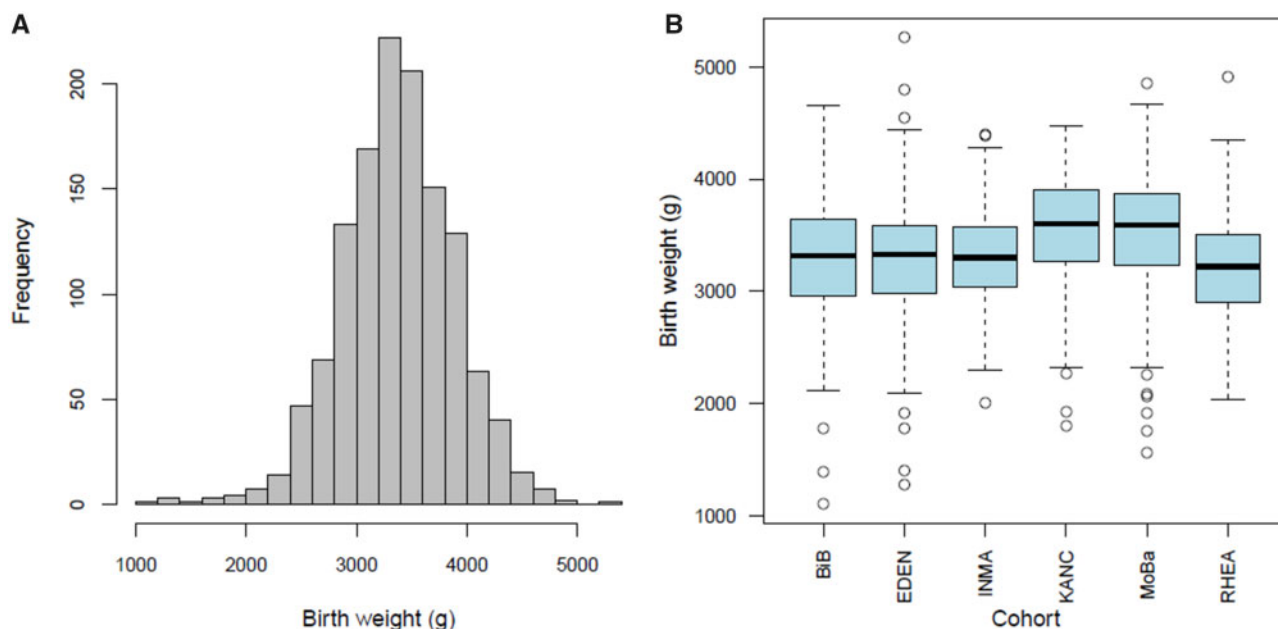 A
Frequency
200
150
100
50
0
1000 2000 3000 4000 5000
Birth weight (g)
B
Birth weight (g)
5000
4000
3000
2000
1000
BiB EDEN INMA KANC MoBa RHEA
Cohort